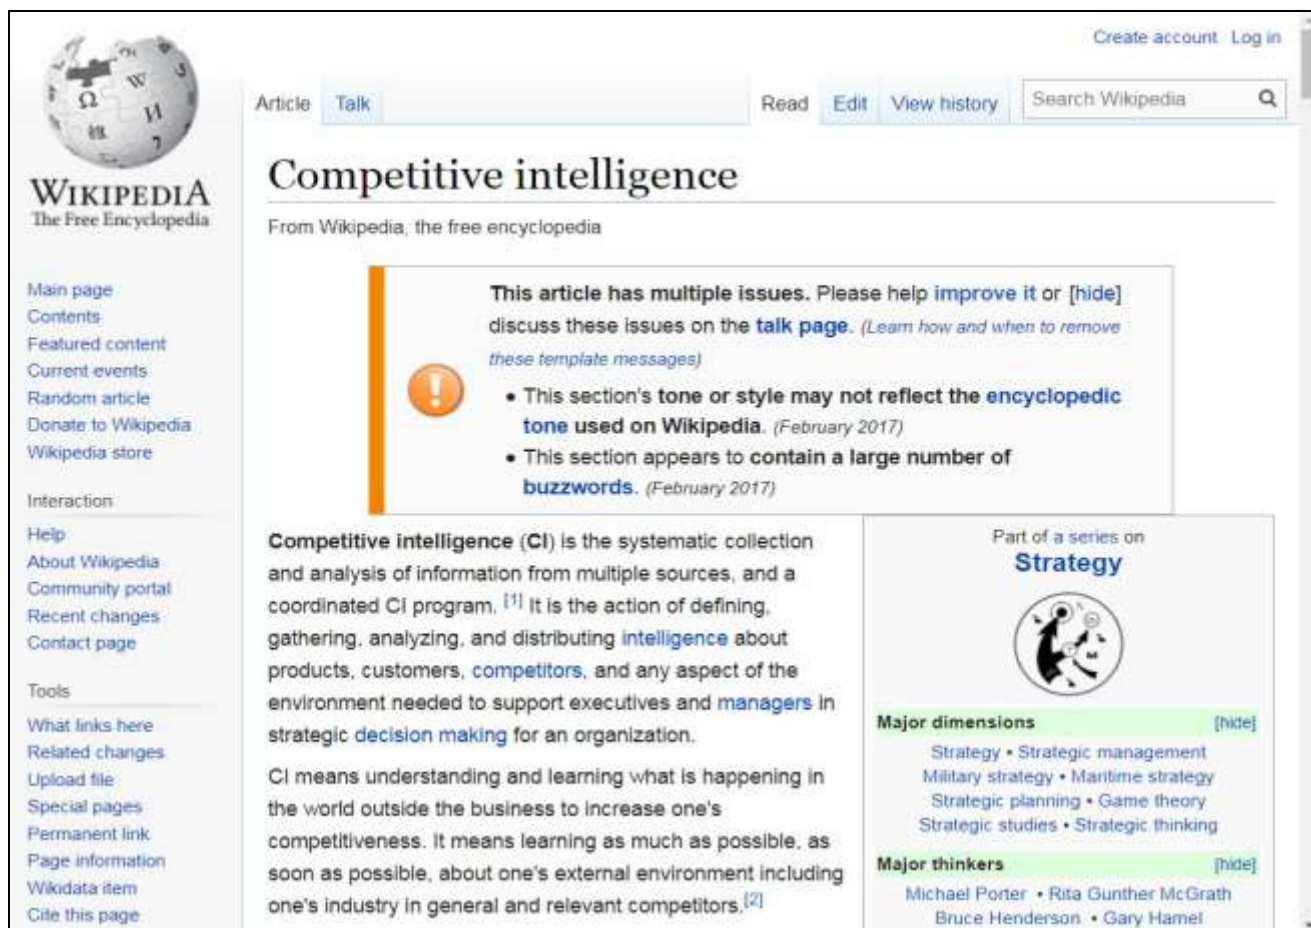 Create account Log in
Article Talk Read Edit View history Search Wikipedia
WIKIPEDIA
The Free Encyclopedia
Main page
Contents
Featured content
Current events
Random article
Donate to Wikipedia
Wikipedia store
Interaction
Help
About Wikipedia
Community portal
Recent changes
Contact page
Tools
What links here
Related changes
Upload file
Special pages
Permanent link
Page information
Wikidata item
Cite this page
Competitive intelligence
From Wikipedia, the free encyclopedia
This article has multiple issues. Please help improve it or [hide]
discuss these issues on the talk page. (Learn how and when to remove
these template messages)
• This section's tone or style may not reflect the encyclopedic
tone used on Wikipedia. (February 2017)
• This section appears to contain a large number of
buzzwords. (February 2017)
Competitive intelligence (CI) is the systematic collection
and analysis of information from multiple sources, and a
coordinated CI program. [1] It is the action of defining,
gathering, analyzing, and distributing intelligence about
products, customers, competitors, and any aspect of the
environment needed to support executives and managers in
strategic decision making for an organization.
CI means understanding and learning what is happening in
the world outside the business to increase one's
competitiveness. It means learning as much as possible, as
soon as possible, about one's external environment including
one's industry in general and relevant competitors.[2]
Part of a series on
Strategy
Major dimensions [hide]
Strategy • Strategic management
Military strategy • Maritime strategy
Strategic planning • Game theory
Strategic studies • Strategic thinking
Major thinkers [hide]
Michael Porter • Rita Gunther McGrath
Bruce Henderson • Gary Hamel